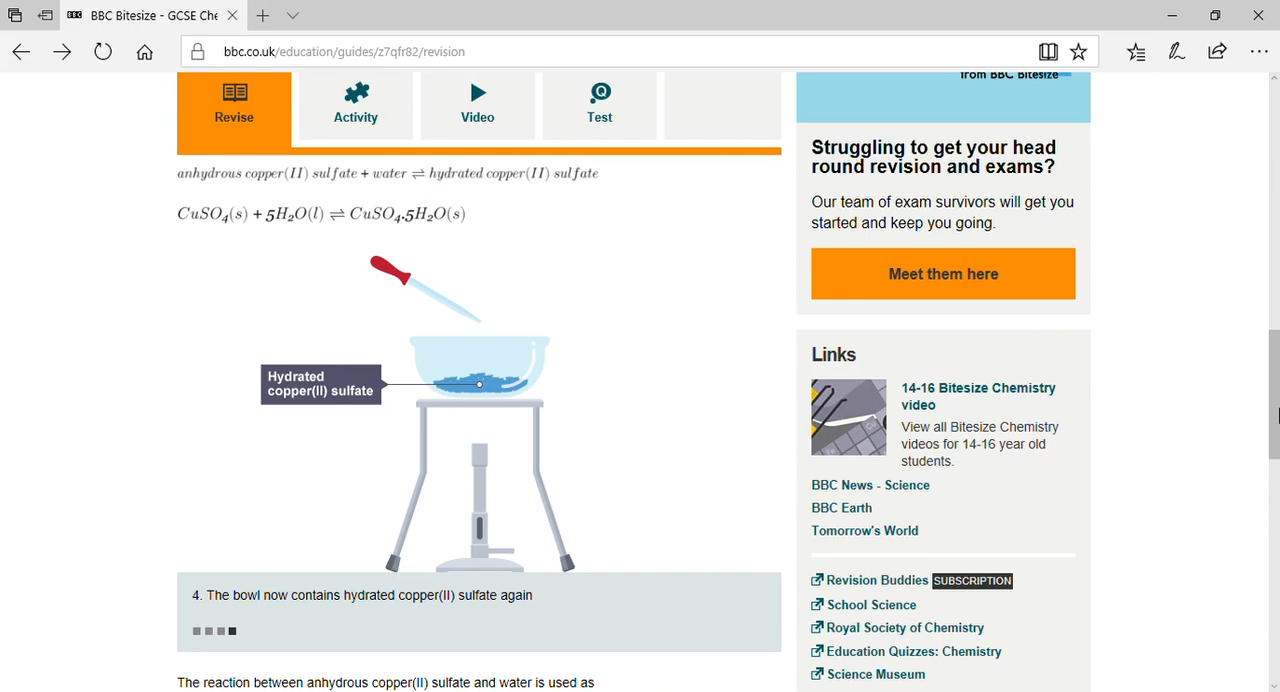 BBC Bitesize - GCSE Che
bbc.co.uk/education/guides/z7qfr82/revision
Revise
Activity
Video
Test
anhydrous copper(II) sulfate + water ⇌ hydrated copper(II) sulfate
CuSO₄(s) + 5H₂O(l) ⇌ CuSO₄.5H₂O(s)
Hydrated
copper(II) sulfate
4. The bowl now contains hydrated copper(II) sulfate again
The reaction between anhydrous copper(II) sulfate and water is used as
from BBC Bitesize
Struggling to get your head
round revision and exams?
Our team of exam survivors will get you
started and keep you going.
Meet them here
Links
14-16 Bitesize Chemistry
video
View all Bitesize Chemistry
videos for 14-16 year old
students.
BBC News - Science
BBC Earth
Tomorrow's World
Revision Buddies SUBSCRIPTION
School Science
Royal Society of Chemistry
Education Quizzes: Chemistry
Science Museum